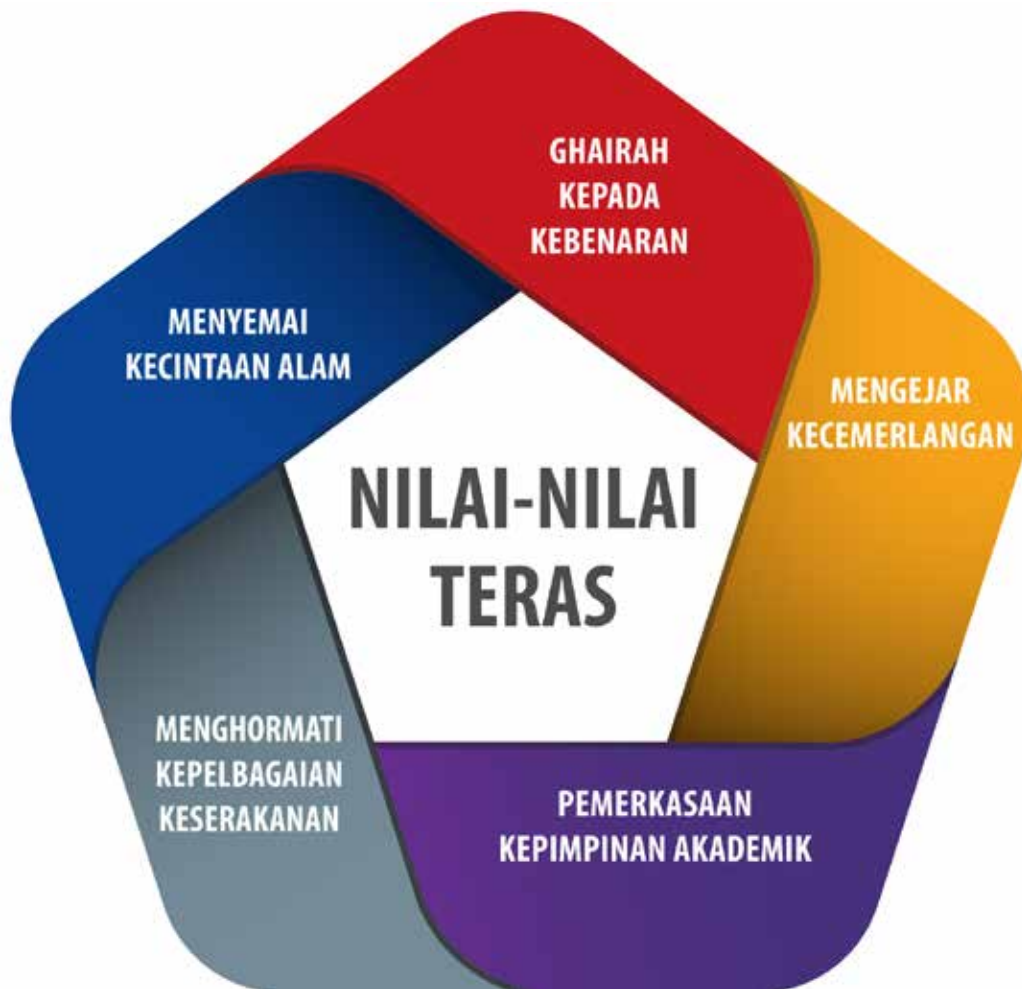 GHAIRAH
KEPADA
KEBENARAN
MENGEJAR
KECEMERLANGAN
PEMERKASAAN
KEPIMPINAN AKADEMIK
MENGHORMATI
KEPELBAGAIAN
KESERAKANAN
MENYEMAI
KECINTAAN ALAM
NILAI-NILAI
TERAS